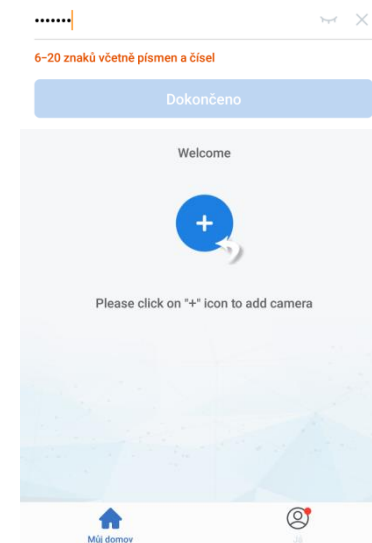 •••••••
6-20 znaků včetně písmen a čísel
Dokončeno
Welcome
+
Please click on "+" icon to add camera
Můj domov
Já